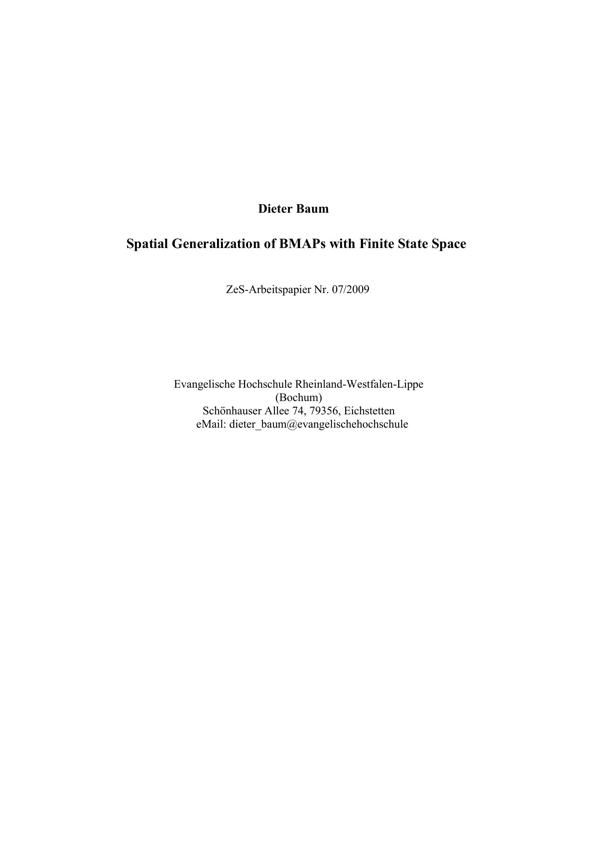 Dieter Baum
Spatial Generalization of BMAPs with Finite State Space
ZeS-Arbeitspapier Nr. 07/2009
Evangelische Hochschule Rheinland-Westfalen-Lippe
(Bochum)
Schönhauser Allee 74, 79356, Eichstetten
eMail: dieter_baum@evangelischehochschule